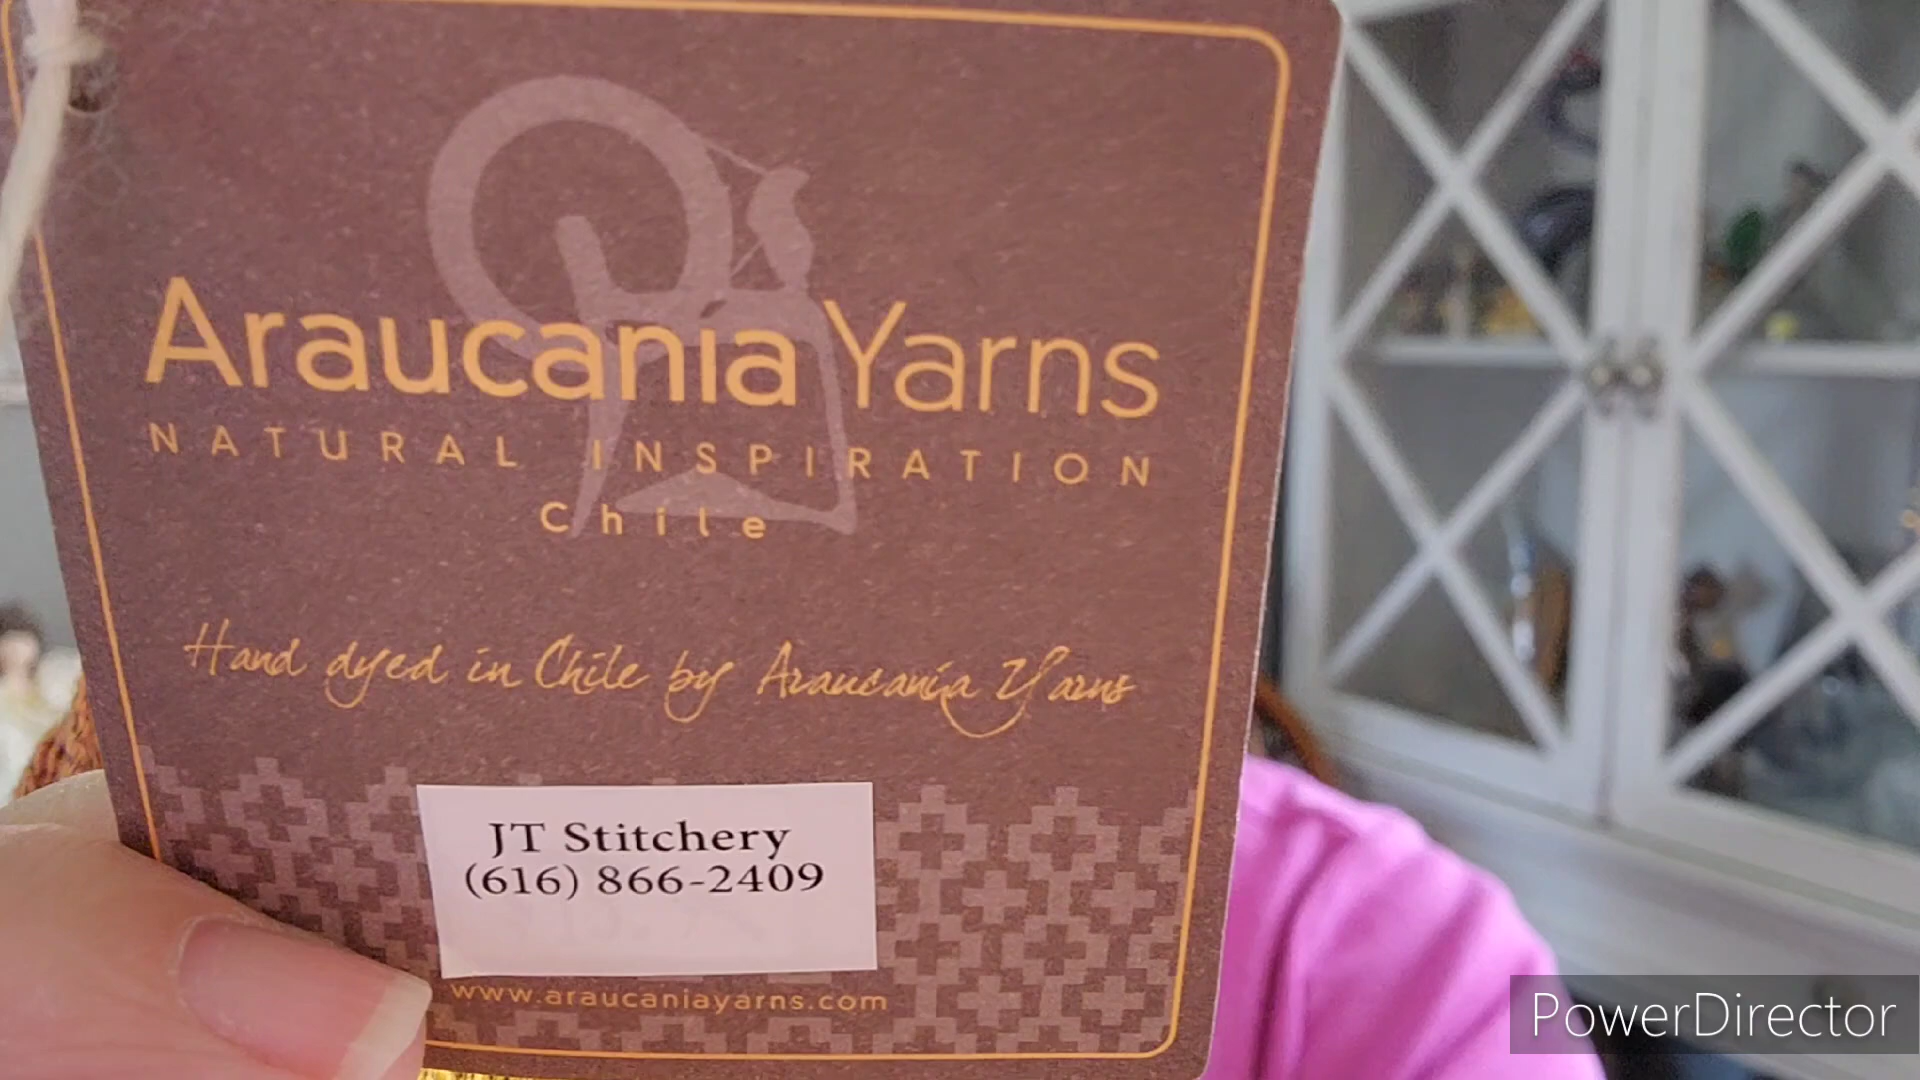 Araucania Yarns
NATURAL INSPIRATION
Chile
Hand dyed in Chile by Araucania Yarns
JT Stitchery
(616) 866-2409
www.araucaniayarns.com
PowerDirector